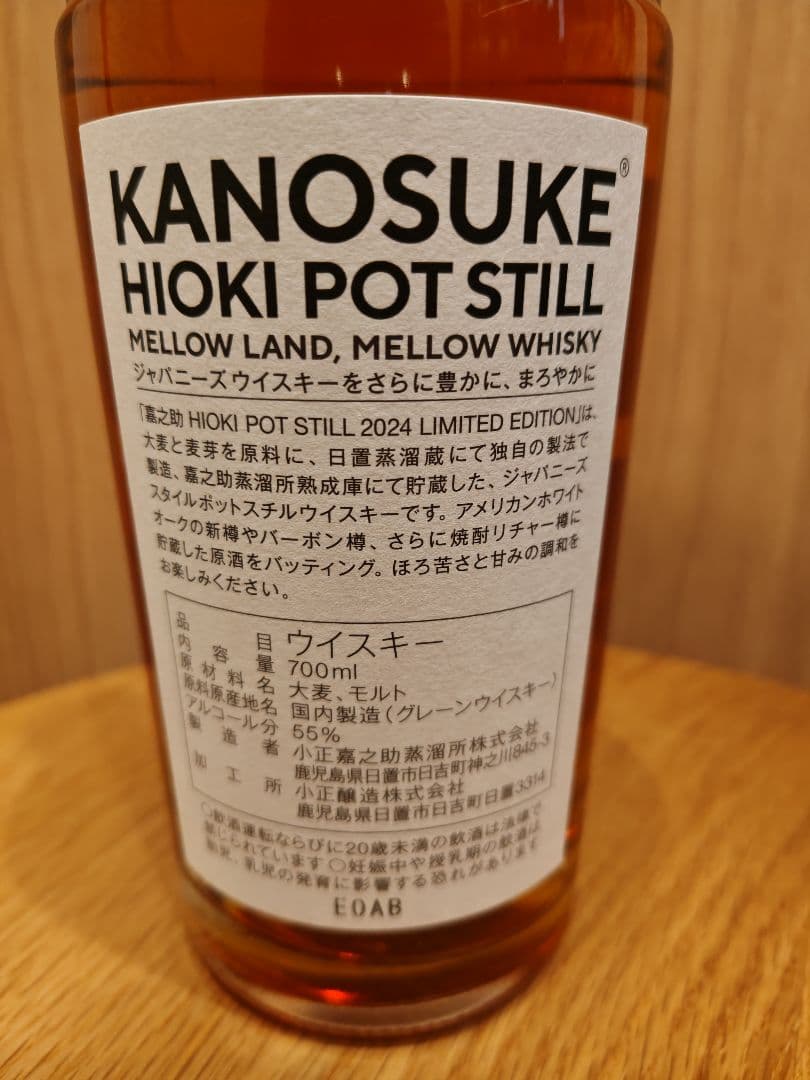 KANOSUKE®
HIOKI POT STILL
MELLOW LAND, MELLOW WHISKY
ジャパニーズウイスキーをさらに豊かに、まろやかに
「嘉之助 HIOKI POT STILL 2024 LIMITED EDITION」は、
大麦と麦芽を原料に、日置蒸溜蔵にて独自の製法で
製造、嘉之助蒸溜所熟成庫にて貯蔵した、ジャパニーズ
スタイルポットスチルウイスキーです。アメリカンホワイト
オークの新樽やバーボン樽、さらに焼酎リチャー樽に
貯蔵した原酒をバッティング。ほろ苦さと甘みの調和を
お楽しみください。
品目 ウイスキー
内容量 700ml
原材料名 大麦、モルト
原料原産地名 国内製造(グレーンウイスキー)
アルコール分 55%
製造者 小正嘉之助蒸溜所株式会社
鹿児島県日置市日吉町神之川845-3
加工所 小正醸造株式会社
鹿児島県日置市日吉町日置3314
○飲酒運転ならびに20歳未満の飲酒は法律で
禁じられています ○妊娠中や授乳期の飲酒は
胎児、乳児の発育に影響する恐れがあります
E0AB